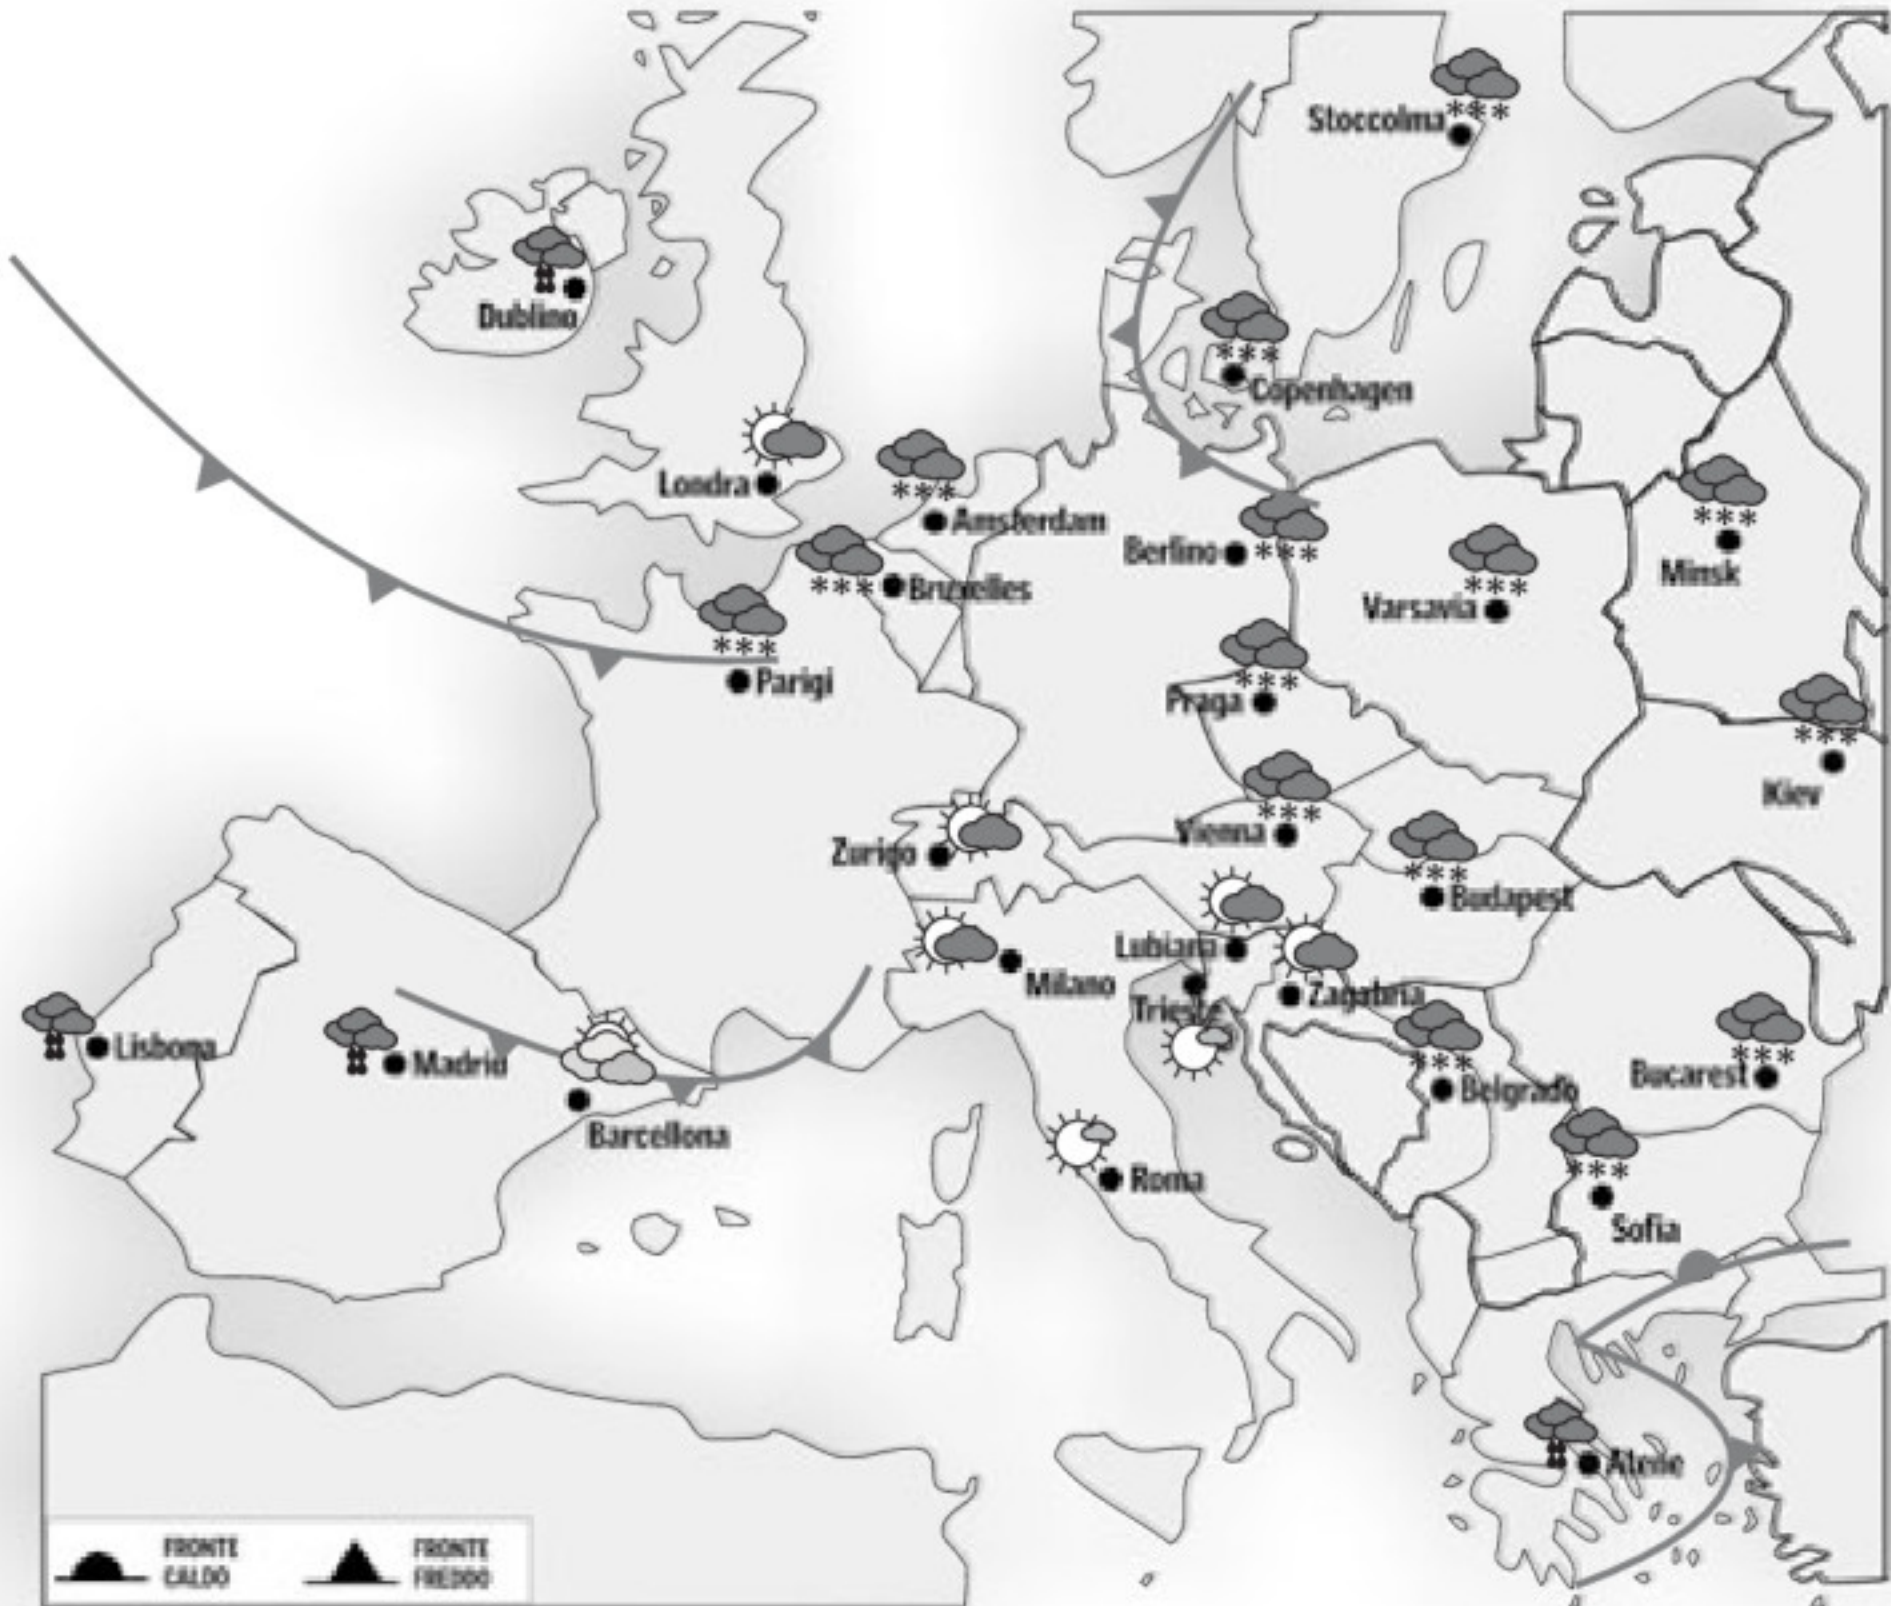 Stoccolma
Dublino
Copenhagen
Londra
Amsterdam
Berlino
Minsk
Bruxelles
Varsavia
Parigi
Praga
Kiev
Vienna
Zurigo
Budapest
Lubiana
Milano
Zagabria
Trieste
Lisbona
Madrid
Bucarest
Belgrado
Barcellona
Roma
Sofia
Atene
FRONTE
CALDO
FRONTE
FREDDO